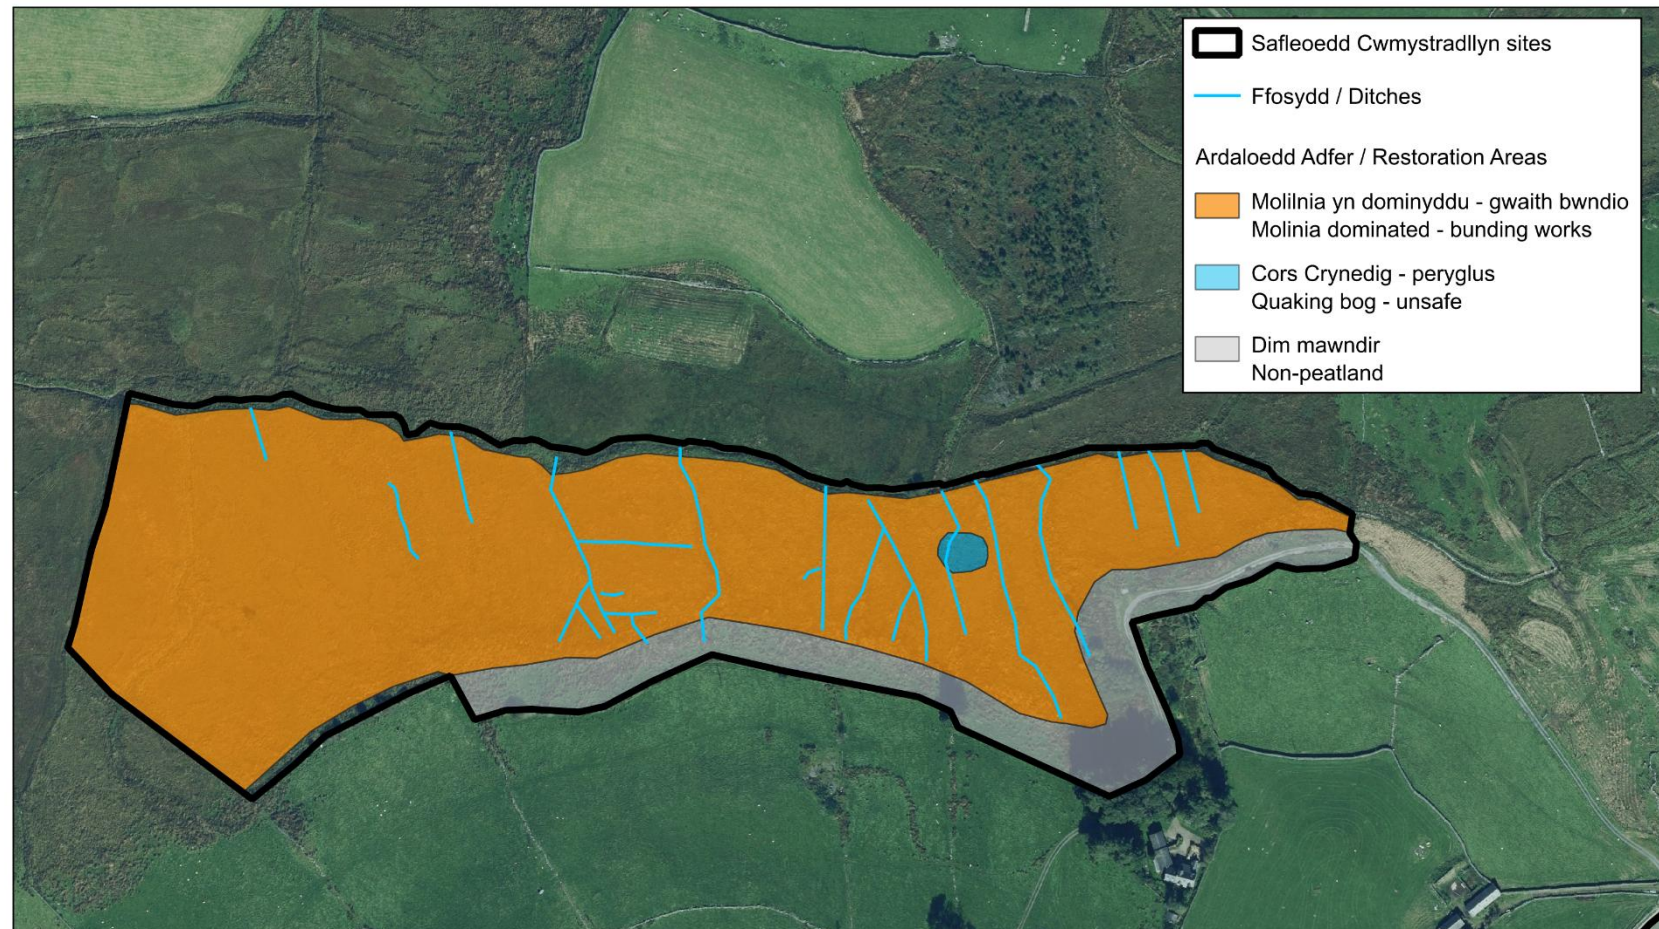 Safleoedd Cwmystradllyn sites
Ffosydd / Ditches
Ardaloedd Adfer / Restoration Areas
Molilnia yn dominyddu - gwaith bwndio
Molinia dominated - bunding works
Cors Crynedig - peryglus
Quaking bog - unsafe
Dim mawndir
Non-peatland